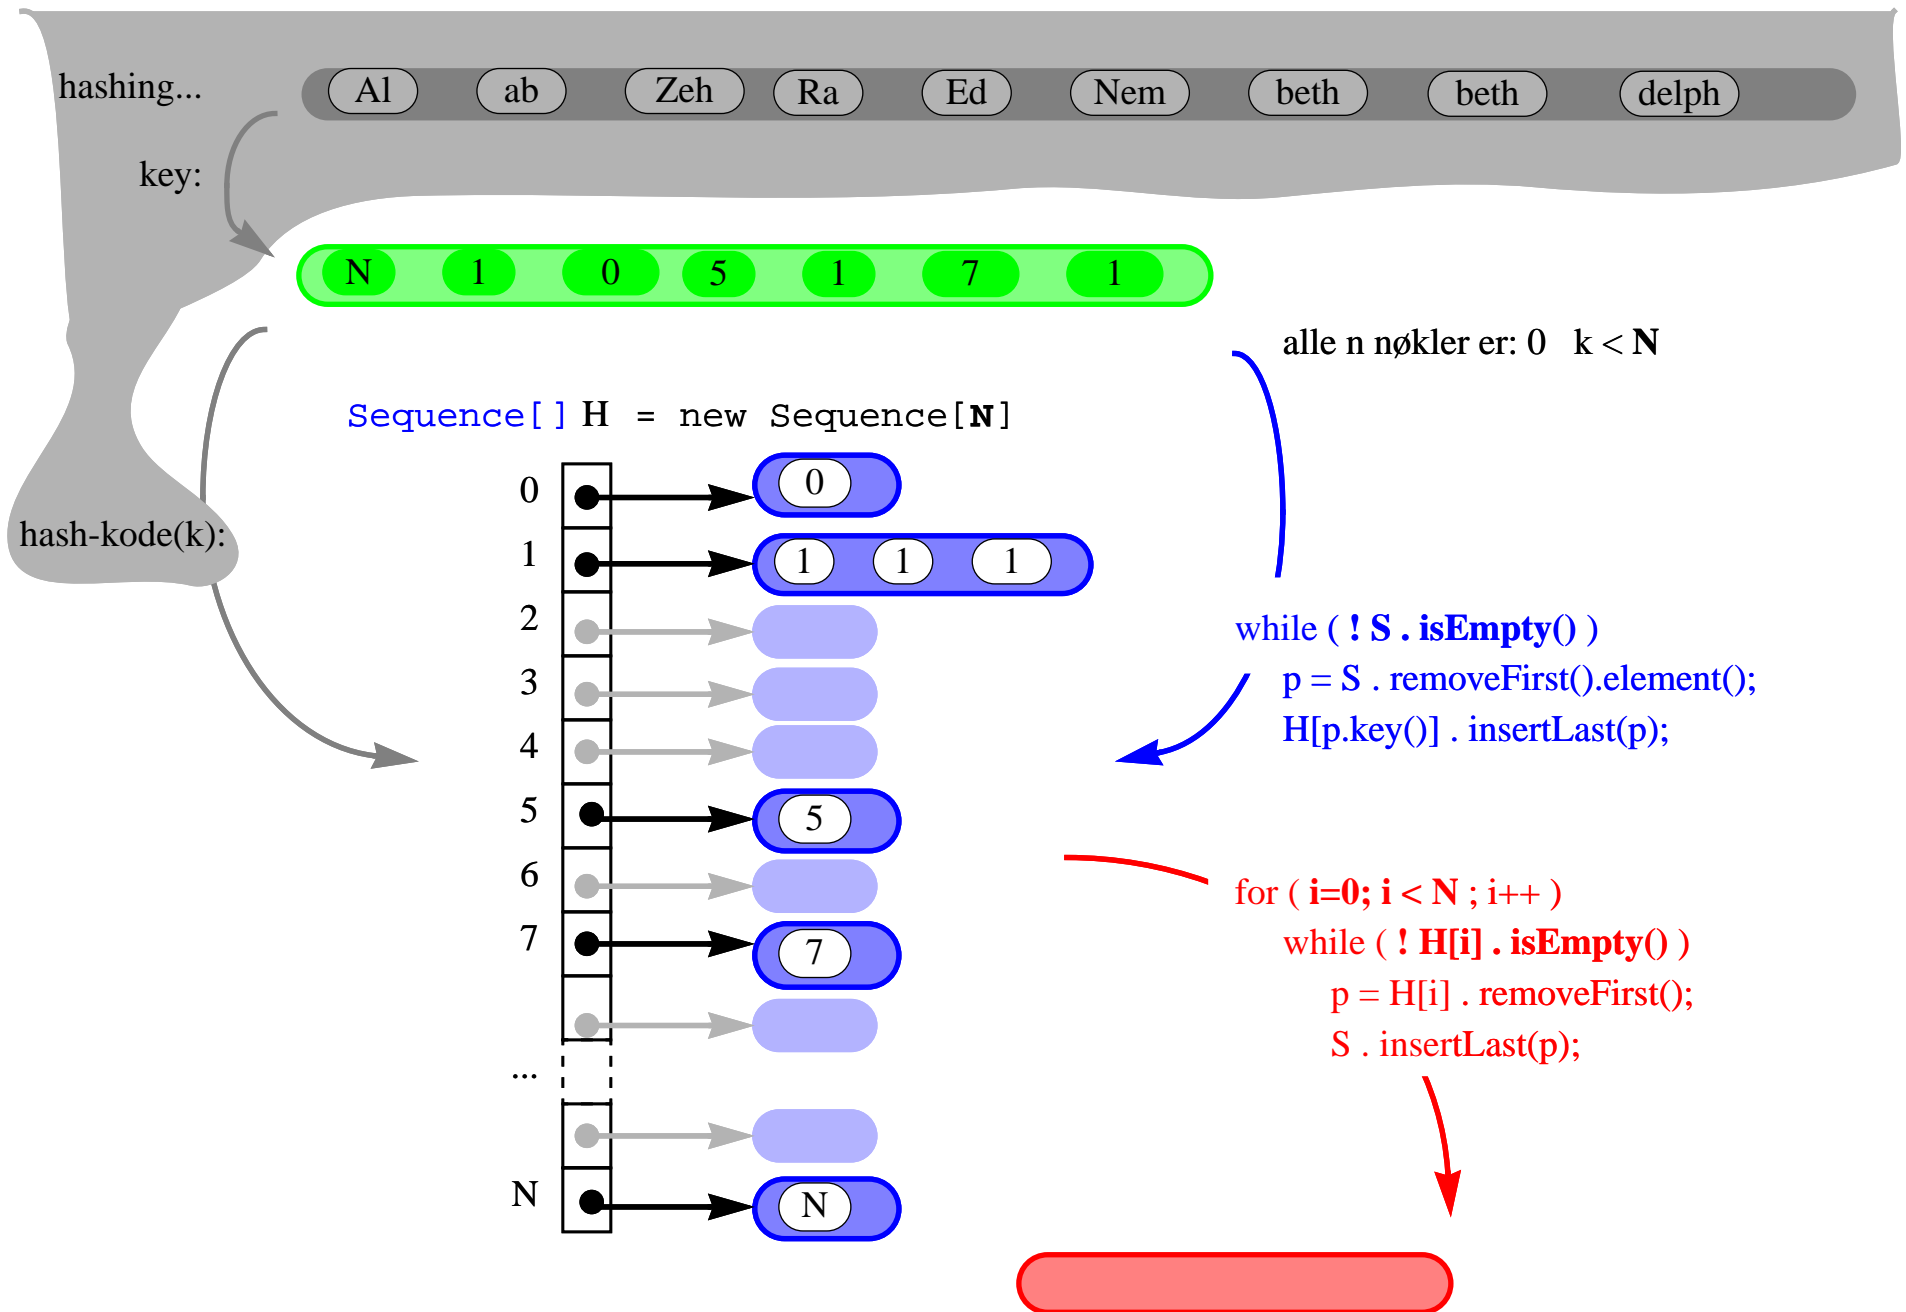 hashing... Al ab Zeh Ra Ed Nem beth beth delph
key:
N 1 0 5 1 7 1
alle n nøkler er: 0 k < N
Sequence[] H = new Sequence[N]
0 0
hash-kode(k):
1 1 1 1
2
3
4
5 5
6
7 7
...
N N
while ( ! S . isEmpty() )
p = S . removeFirst().element();
H[p.key()] . insertLast(p);
for ( i=0; i < N ; i++ )
while ( ! H[i] . isEmpty() )
p = H[i] . removeFirst();
S . insertLast(p);